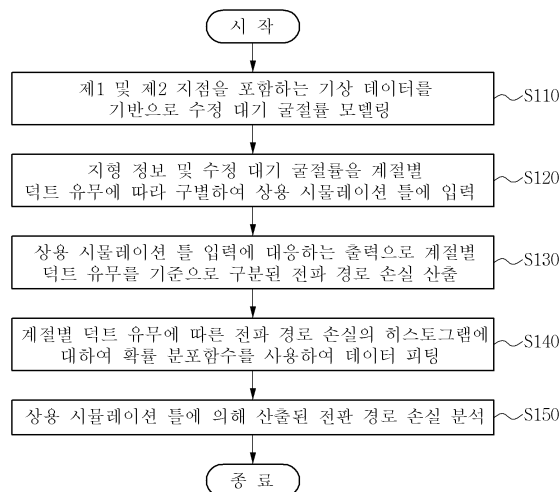 시 작
제1 및 제2 지점을 포함하는 기상 데이터를
기반으로 수정 대기 굴절률 모델링
S110
지형 정보 및 수정 대기 굴절률을 계절별
덕트 유무에 따라 구별하여 상용 시물레이션 틀에 입력
S120
상용 시물레이션 틀 입력에 대응하는 출력으로 계절별
덕트 유무를 기준으로 구분된 전파 경로 손실 산출
S130
계절별 덕트 유무에 따른 전파 경로 손실의 히스토그램에
대하여 확률 분포함수를 사용하여 데이터 피팅
S140
상용 시뮬레이션 틀에 의해 산출된 전판 경로 손실 분석
S150
종 료